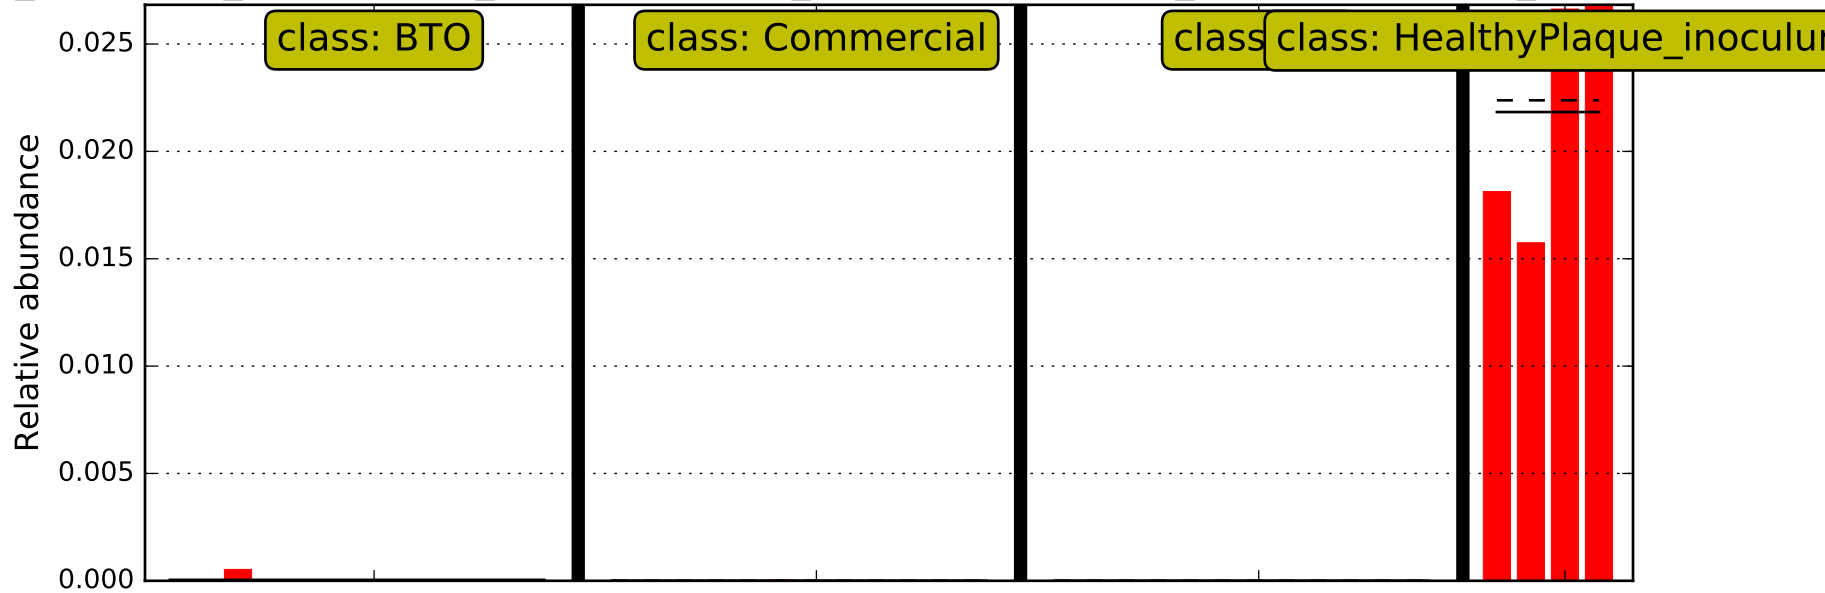 class: BTO
class: Commercial
class
class: HealthyPlaque_inoculu
0.025
0.020
0.015
0.010
0.005
0.000
Relative abundance